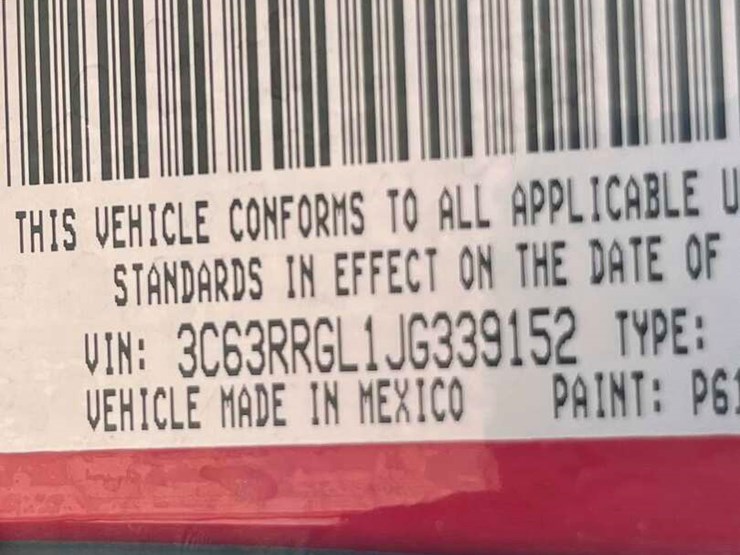 THIS VEHICLE CONFORMS TO ALL APPLICABLE U
STANDARDS IN EFFECT ON THE DATE OF
VIN: 3C63RRGL1JG339152 TYPE:
VEHICLE MADE IN MEXICO PAINT: P61